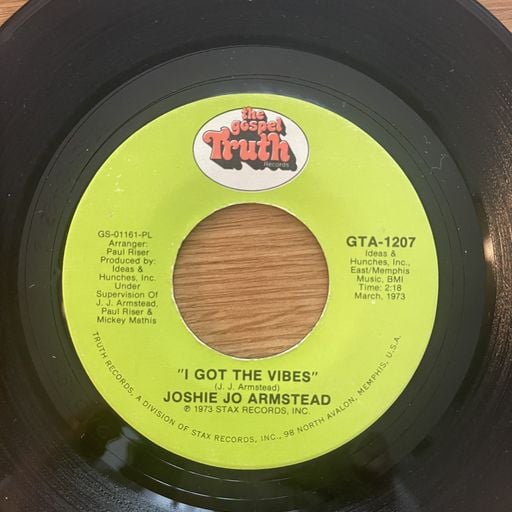 the
gospel
Truth
Records
GS-01161-PL
Arranger:
Paul Riser
Produced by:
Ideas &
Hunches, Inc.
Under
Supervision Of
J. J. Armstead,
Paul Riser &
Mickey Mathis
GTA-1207
Ideas &
Hunches, Inc.,
East/Memphis
Music, BMI
Time: 2:18
March, 1973
"I GOT THE VIBES"
(J. J. Armstead)
JOSHIE JO ARMSTEAD
℗ 1973 STAX RECORDS, INC.
TRUTH RECORDS, A DIVISION OF STAX RECORDS, INC., 98 NORTH AVALON, MEMPHIS, U.S.A.